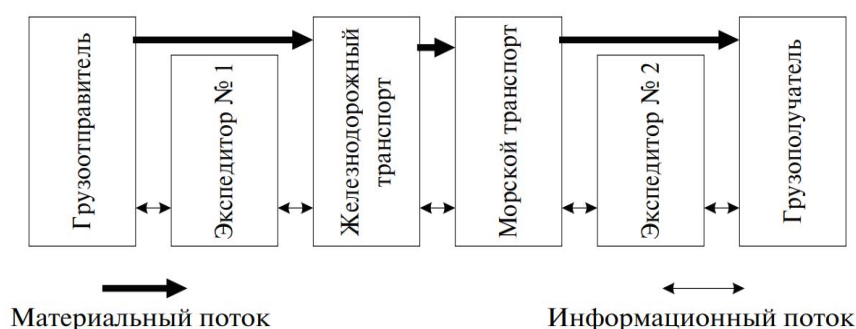 Грузоотправитель
Экспедитор № 1
Железнодорожный
транспорт
Морской транспорт
Экспедитор № 2
Грузополучатель
Материальный поток
Информационный поток